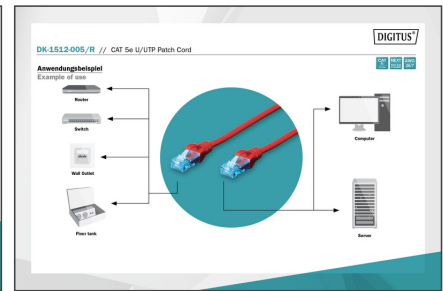 DIGITUS®
DK-1512-005/R // CAT 5e U/UTP Patch Cord
Anwendungsbeispiel
Example of use
Router
Switch
Wall Outlet
Floor tank
Computer
Server